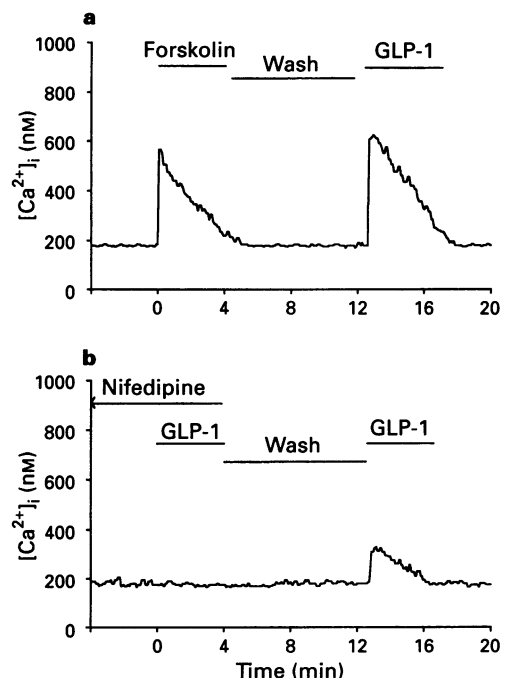 a
1000
Forskolin
GLP-1
Wash
800
600
400
200
0
[Ca²⁺]ᵢ (nM)
0 4 8 12 16 20
b
1000
Nifedipine
GLP-1
GLP-1
Wash
800
600
400
200
0
[Ca²⁺]ᵢ (nM)
0 4 8 12 16 20
Time (min)